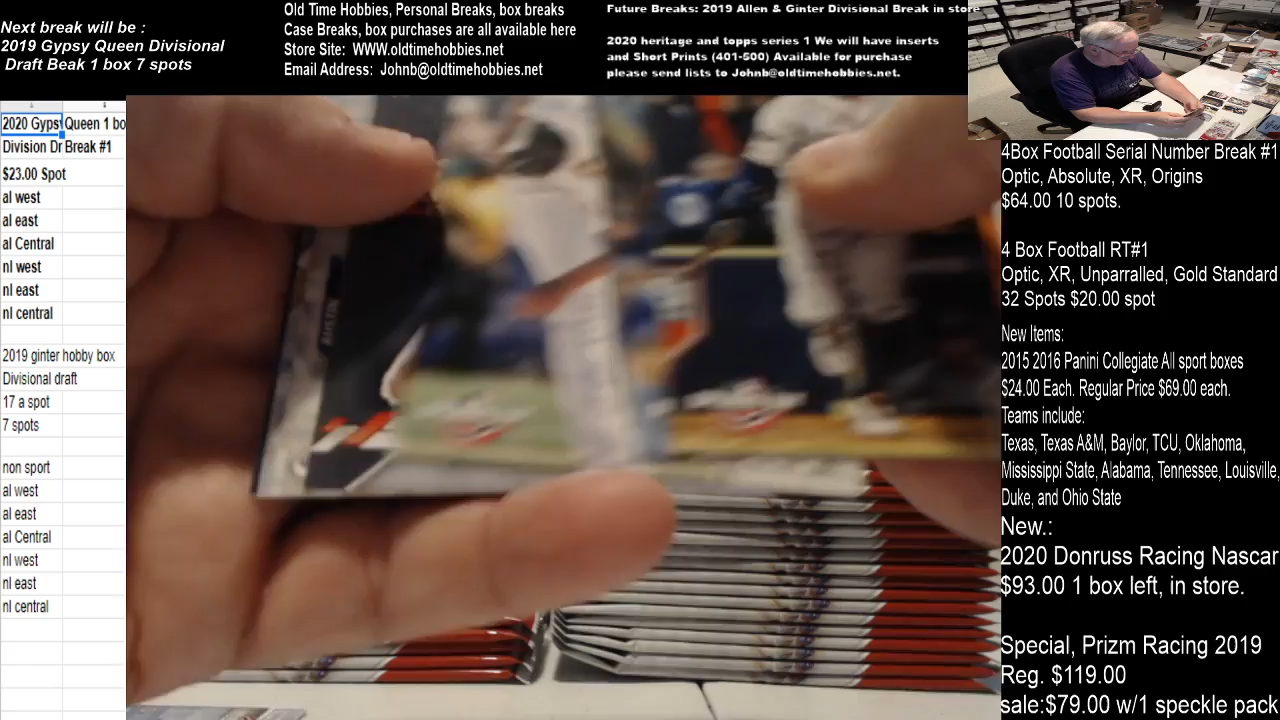 Next break will be :
2019 Gypsy Queen Divisional
Draft Beak 1 box 7 spots
Old Time Hobbies, Personal Breaks, box breaks
Case Breaks, box purchases are all available here
Store Site: WWW.oldtimehobbies.net
Email Address: Johnb@oldtimehobbies.net
Future Breaks: 2019 Allen & Ginter Divisional Break in store
2020 heritage and topps series 1 We will have inserts
and Short Prints (401-500) Available for purchase
please send lists to Johnb@oldtimehobbies.net.
2020 Gypsy Queen 1 bo
Division Dr Break #1
$23.00 Spot
al west
al east
al Central
nl west
nl east
nl central
2019 ginter hobby box
Divisional draft
17 a spot
7 spots
non sport
al west
al east
al Central
nl west
nl east
nl central
4Box Football Serial Number Break #1
Optic, Absolute, XR, Origins
$64.00 10 spots.
4 Box Football RT#1
Optic, XR, Unparralled, Gold Standard
32 Spots $20.00 spot
New Items:
2015 2016 Panini Collegiate All sport boxes
$24.00 Each. Regular Price $69.00 each.
Teams include:
Texas, Texas A&M, Baylor, TCU, Oklahoma,
Mississippi State, Alabama, Tennessee, Louisville,
Duke, and Ohio State
New.:
2020 Donruss Racing Nascar
$93.00 1 box left, in store.
Special, Prizm Racing 2019
Reg. $119.00
sale:$79.00 w/1 speckle pack